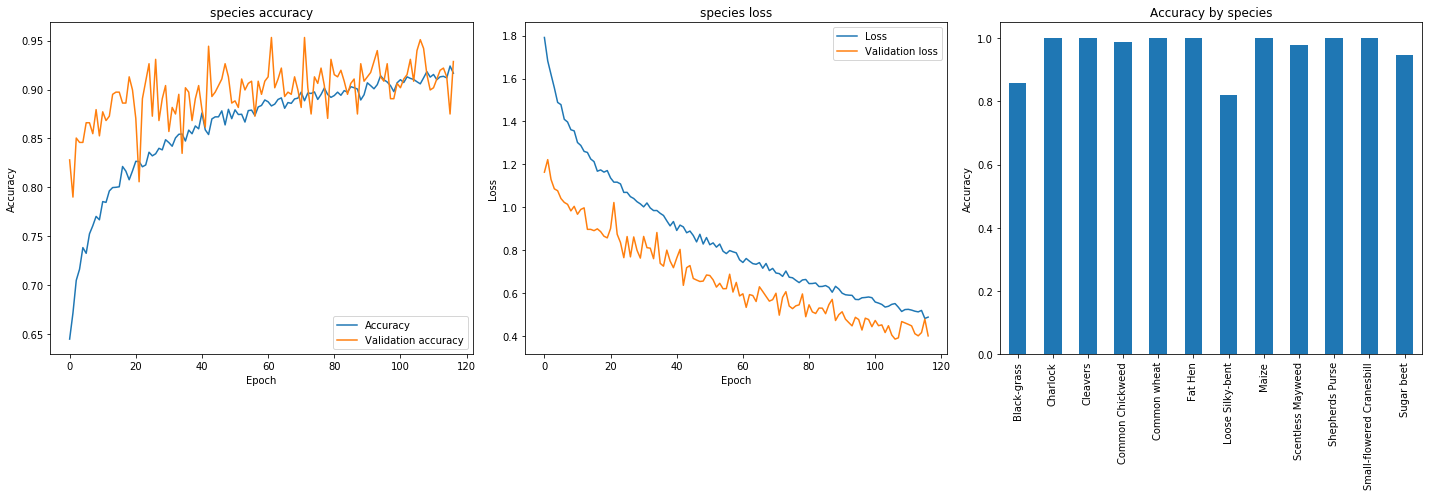 species accuracy
Accuracy
0.95
0.90
0.85
0.80
0.75
0.70
0.65
0 20 40 60 80 100 120
Epoch
Accuracy
Validation accuracy
species loss
Loss
1.8
1.6
1.4
1.2
1.0
0.8
0.6
0.4
0 20 40 60 80 100 120
Epoch
Loss
Validation loss
Accuracy by species
Accuracy
1.0
0.8
0.6
0.4
0.2
0.0
Black-grass
Charlock
Cleavers
Common Chickweed
Common wheat
Fat Hen
Loose Silky-bent
Maize
Scentless Mayweed
Shepherds Purse
Small-flowered Cranesbill
Sugar beet